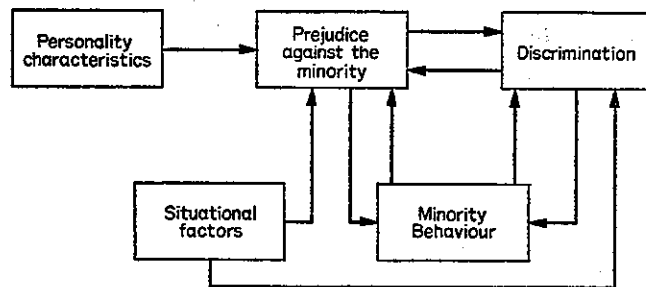 Personality
characteristics
Prejudice
against the
minority
Discrimination
Situational
factors
Minority
Behaviour